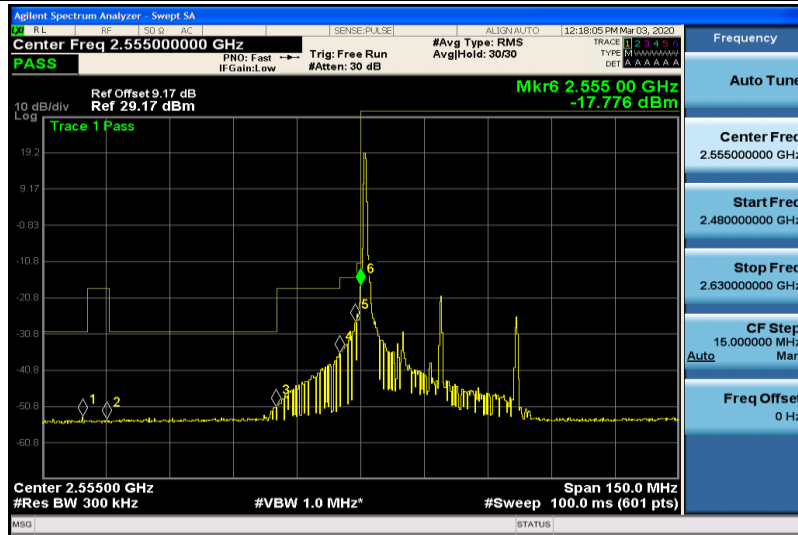 Agilent Spectrum Analyzer - Swept SA
LXI RL RF 50 Ω AC SENSE:PULSE ALIGN AUTO 12:18:05 PM Mar 03, 2020
Center Freq 2.555000000 GHz
PASS
PNO: Fast
IFGain:Low
Trig: Free Run
#Atten: 30 dB
#Avg Type: RMS
Avg|Hold: 30/30
TRACE 1 2 3 4 5 6
TYPE M W W W W W
DET A A A A A A
Ref Offset 9.17 dB
Ref 29.17 dBm
10 dB/div
Log
Mkr6 2.555 00 GHz
-17.776 dBm
Trace 1 Pass
19.2
9.17
-0.83
-10.8
-20.8
-30.8
-40.8
-50.8
-60.8
1
2
3
4
5
6
Center 2.55500 GHz
Span 150.0 MHz
#Res BW 300 kHz
#VBW 1.0 MHz*
#Sweep 100.0 ms (601 pts)
MSG
STATUS
Frequency
Auto Tune
Center Freq
2.555000000 GHz
Start Freq
2.480000000 GHz
Stop Freq
2.630000000 GHz
CF Step
15.000000 MHz
Auto Man
Freq Offset
0 Hz